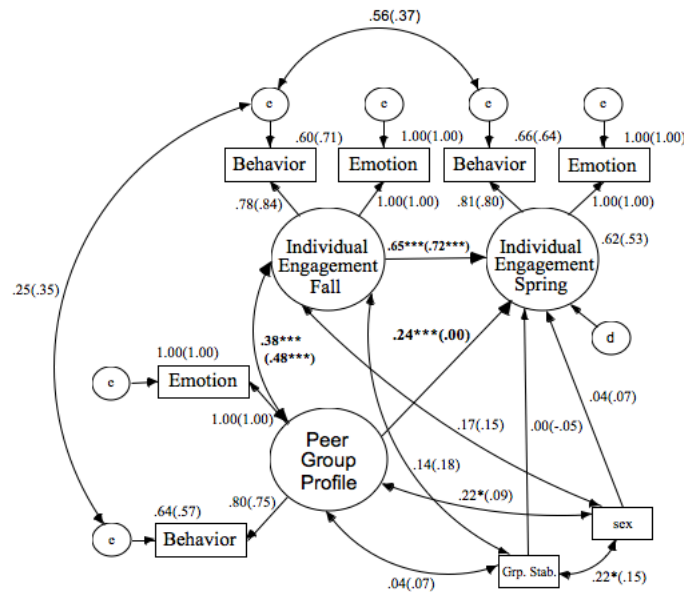 .56(.37)
e
e
e
e
.60(.71)
1.00(1.00)
.66(.64)
1.00(1.00)
Behavior
Emotion
Behavior
Emotion
.78(.84)
1.00(1.00)
.81(.80)
1.00(1.00)
.62(.53)
Individual
Engagement
Fall
.65***(.72***)
Individual
Engagement
Spring
.25(.35)
.38***
(.48***)
.24***(.00)
d
1.00(1.00)
e
Emotion
1.00(1.00)
.04(.07)
.00(-.05)
.17(.15)
Peer
Group
Profile
.14(.18)
.22*(.09)
sex
.64(.57)
.80(.75)
e
Behavior
.04(.07)
Grp. Stab.
.22*(.15)